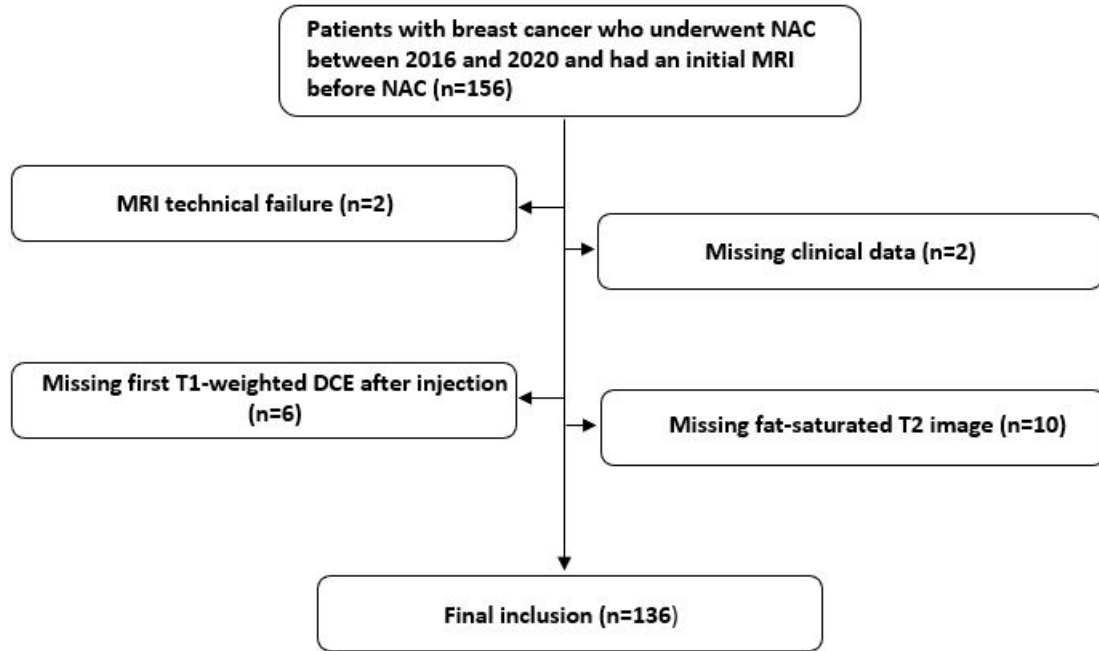 Patients with breast cancer who underwent NAC
between 2016 and 2020 and had an initial MRI
before NAC (n=156)
MRI technical failure (n=2)
Missing clinical data (n=2)
Missing first T1-weighted DCE after injection
(n=6)
Missing fat-saturated T2 image (n=10)
Final inclusion (n=136)